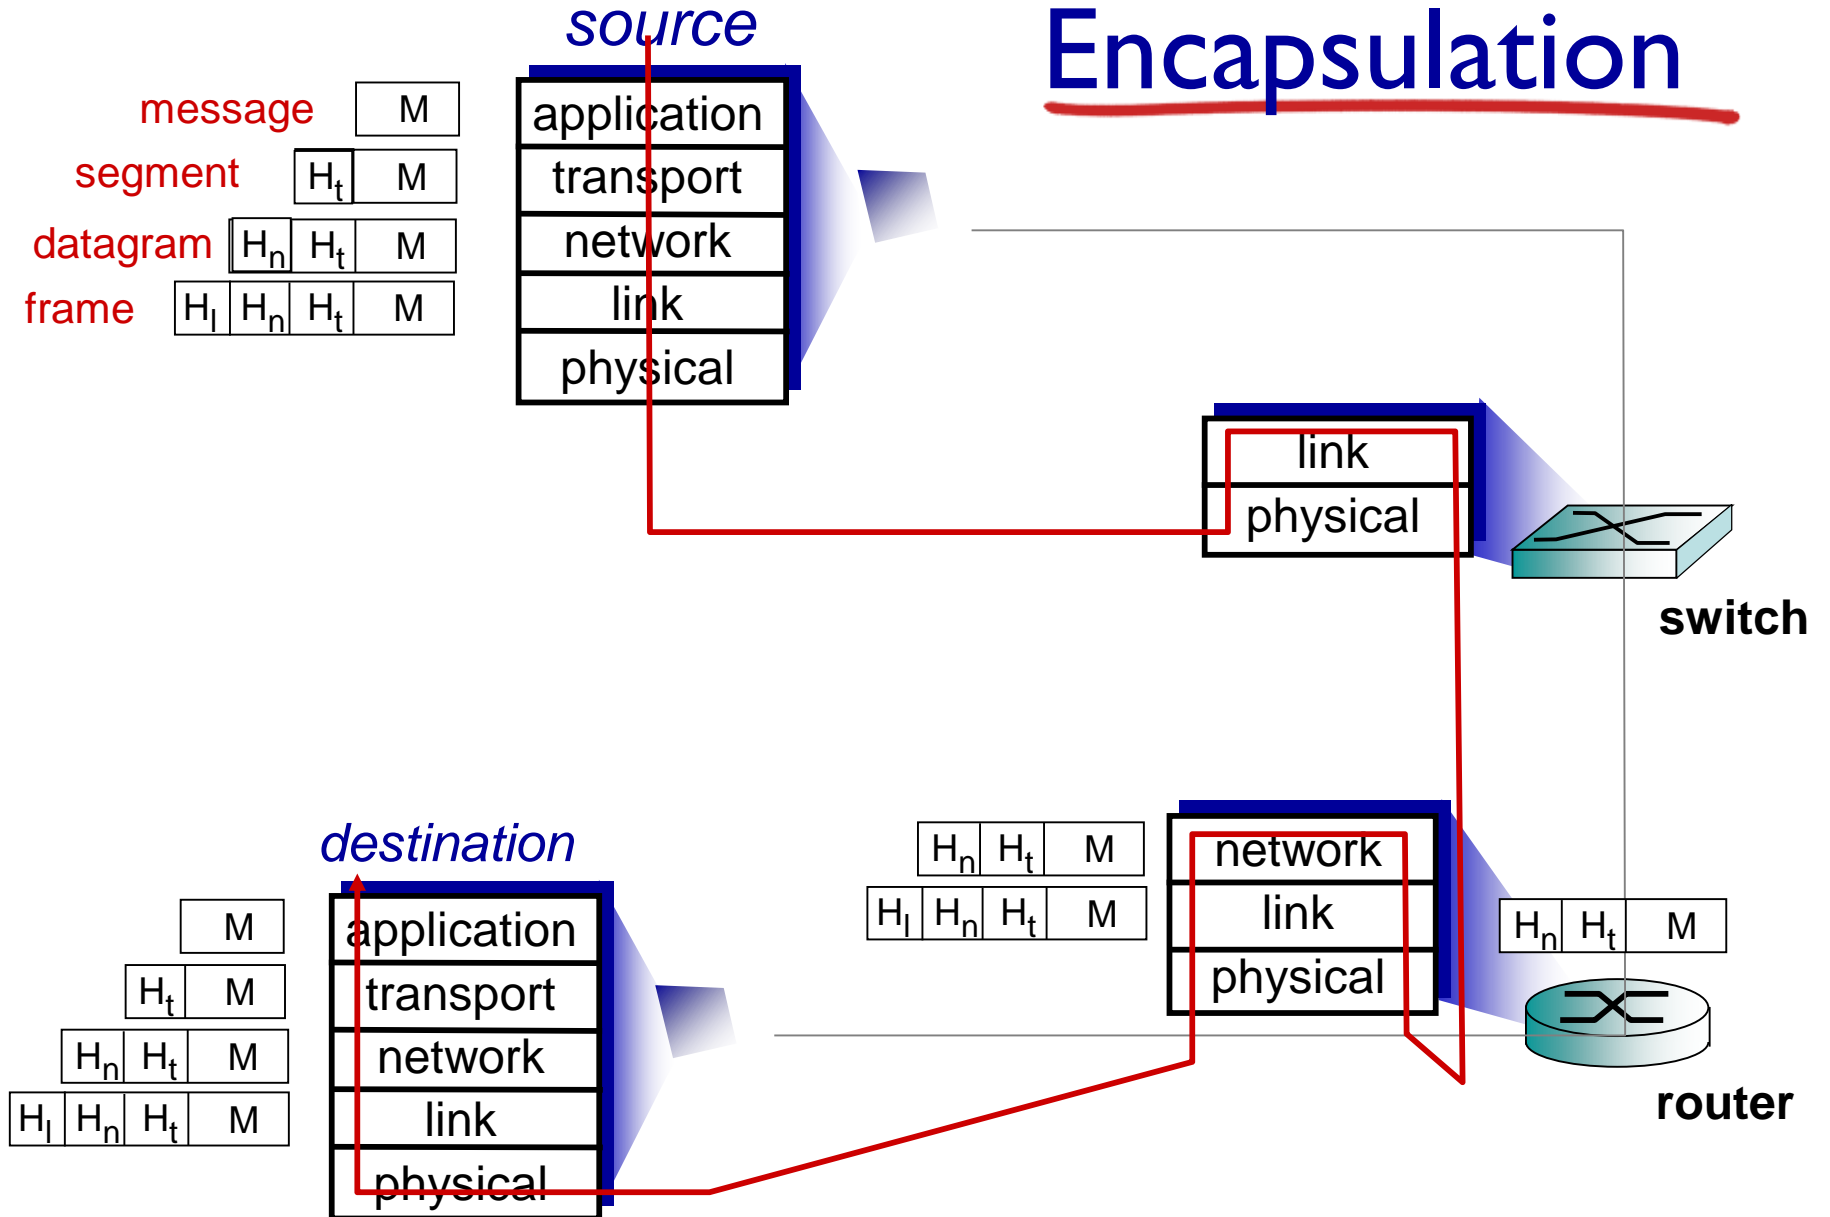 source
Encapsulation
message M application
segment Ht M transport
datagram Hn Ht M network
frame Hl Hn Ht M link
physical
link
physical
switch
destination
Hn Ht M network
Hl Hn Ht M link
Hn Ht M
physical
router
M application
Ht M transport
Hn Ht M network
Hl Hn Ht M link
physical